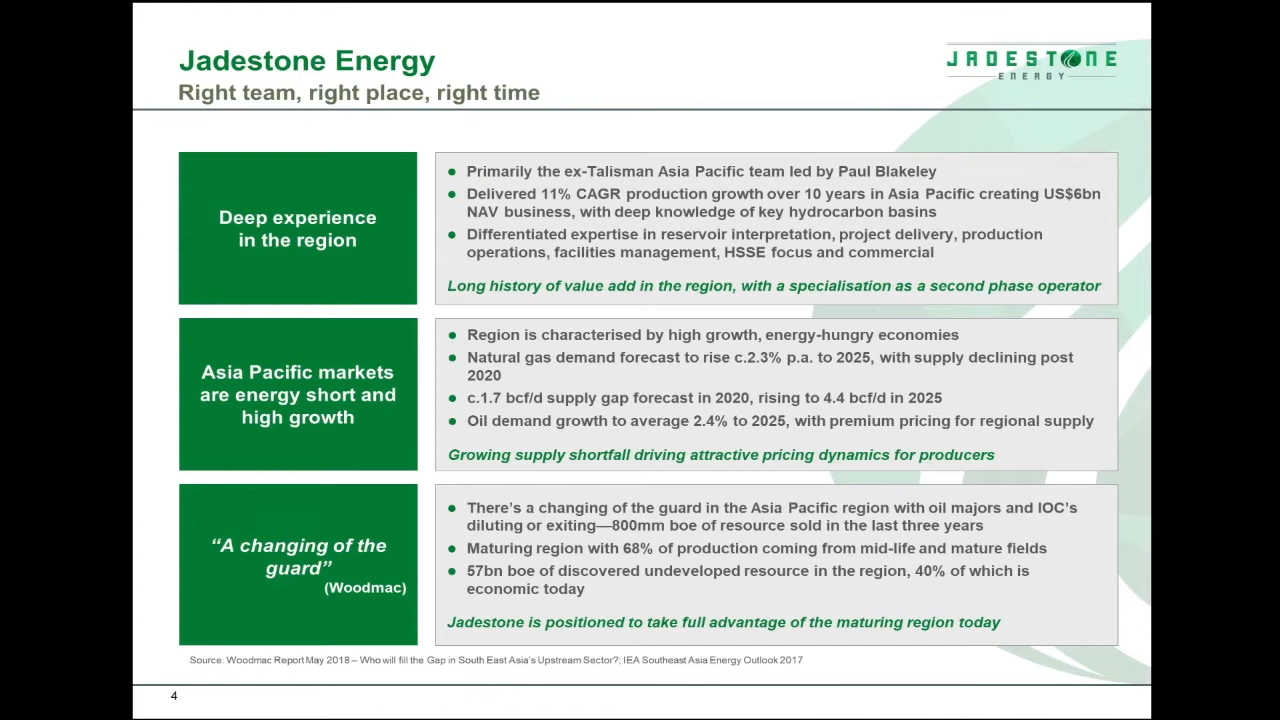 Jadestone Energy
Right team, right place, right time
JADESTONE
ENERGY
Deep experience
in the region
● Primarily the ex-Talisman Asia Pacific team led by Paul Blakeley
● Delivered 11% CAGR production growth over 10 years in Asia Pacific creating US$6bn
NAV business, with deep knowledge of key hydrocarbon basins
● Differentiated expertise in reservoir interpretation, project delivery, production
operations, facilities management, HSSE focus and commercial
Long history of value add in the region, with a specialisation as a second phase operator
Asia Pacific markets
are energy short and
high growth
● Region is characterised by high growth, energy-hungry economies
● Natural gas demand forecast to rise c.2.3% p.a. to 2025, with supply declining post
2020
● c.1.7 bcf/d supply gap forecast in 2020, rising to 4.4 bcf/d in 2025
● Oil demand growth to average 2.4% to 2025, with premium pricing for regional supply
Growing supply shortfall driving attractive pricing dynamics for producers
“A changing of the
guard”
(Woodmac)
● There’s a changing of the guard in the Asia Pacific region with oil majors and IOC’s
diluting or exiting—800mm boe of resource sold in the last three years
● Maturing region with 68% of production coming from mid-life and mature fields
● 57bn boe of discovered undeveloped resource in the region, 40% of which is
economic today
Jadestone is positioned to take full advantage of the maturing region today
Source: Woodmac Report May 2018 – Who will fill the Gap in South East Asia’s Upstream Sector?; IEA Southeast Asia Energy Outlook 2017
4